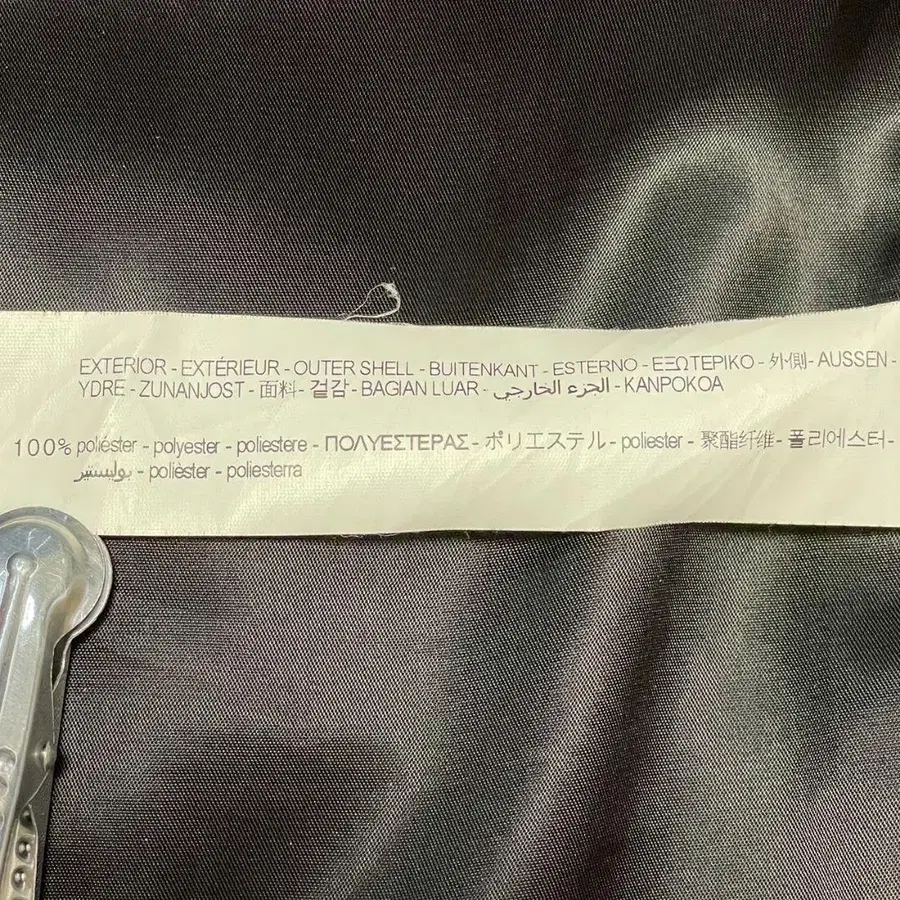 EXTERIOR - EXTÉRIEUR - OUTER SHELL - BUITENKANT - ESTERNO - ΕΞΩΤΕΡΙΚΟ - 外側 - AUSSEN -
YDRE - ZUNANJOST - 面料 - 겉감 - BAGIAN LUAR - الجزء الخارجي - KANPOKOA
100% poliéster - polyester - poliestere - ΠΟΛΥΕΣΤΕΡΑΣ - ポリエステル - poliester - 聚酯纤维 - 폴리에스터 -
بوليستير - polièster - poliesterra